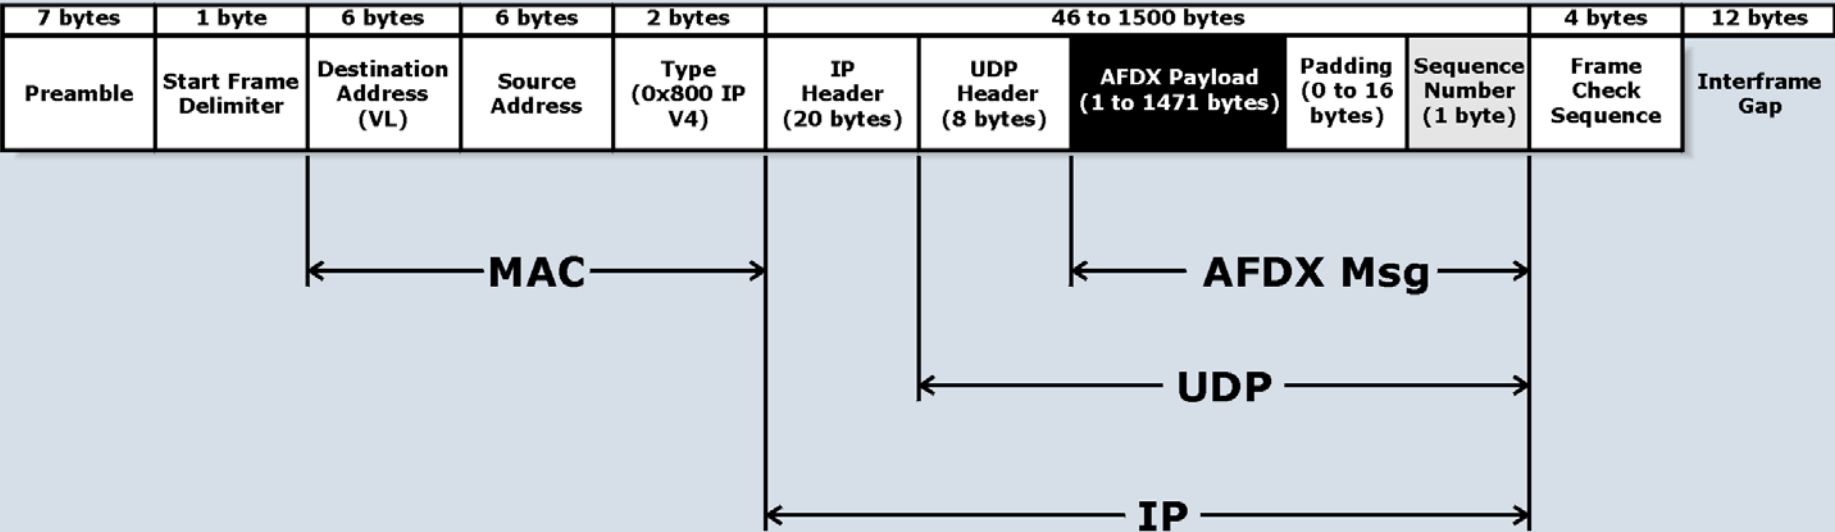 7 bytes
1 byte
6 bytes
6 bytes
2 bytes
46 to 1500 bytes
4 bytes
12 bytes
Preamble
Start Frame
Delimiter
Destination
Address
(VL)
Source
Address
Type
(0x800 IP
V4)
IP
Header
(20 bytes)
UDP
Header
(8 bytes)
AFDX Payload
(1 to 1471 bytes)
Padding
(0 to 16
bytes)
Sequence
Number
(1 byte)
Frame
Check
Sequence
Interframe
Gap
MAC
AFDX Msg
UDP
IP